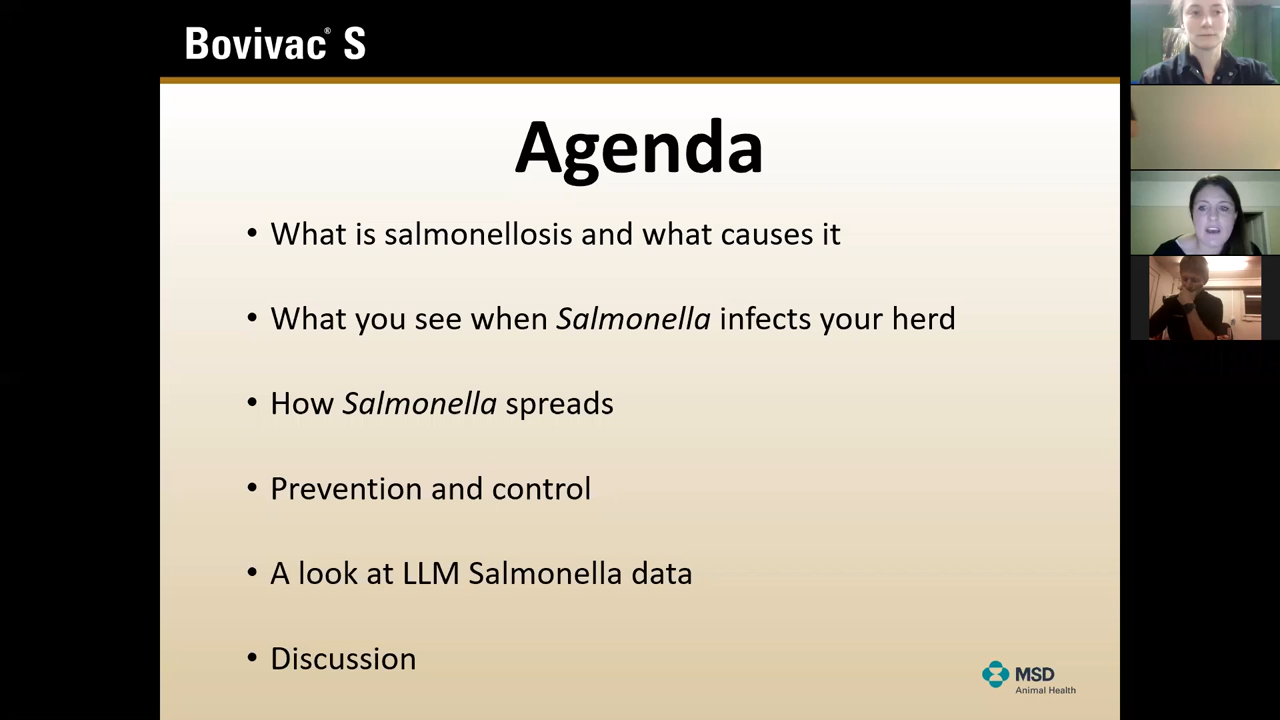 Bovivac® S
Agenda
• What is salmonellosis and what causes it
• What you see when Salmonella infects your herd
• How Salmonella spreads
• Prevention and control
• A look at LLM Salmonella data
• Discussion
MSD
Animal Health